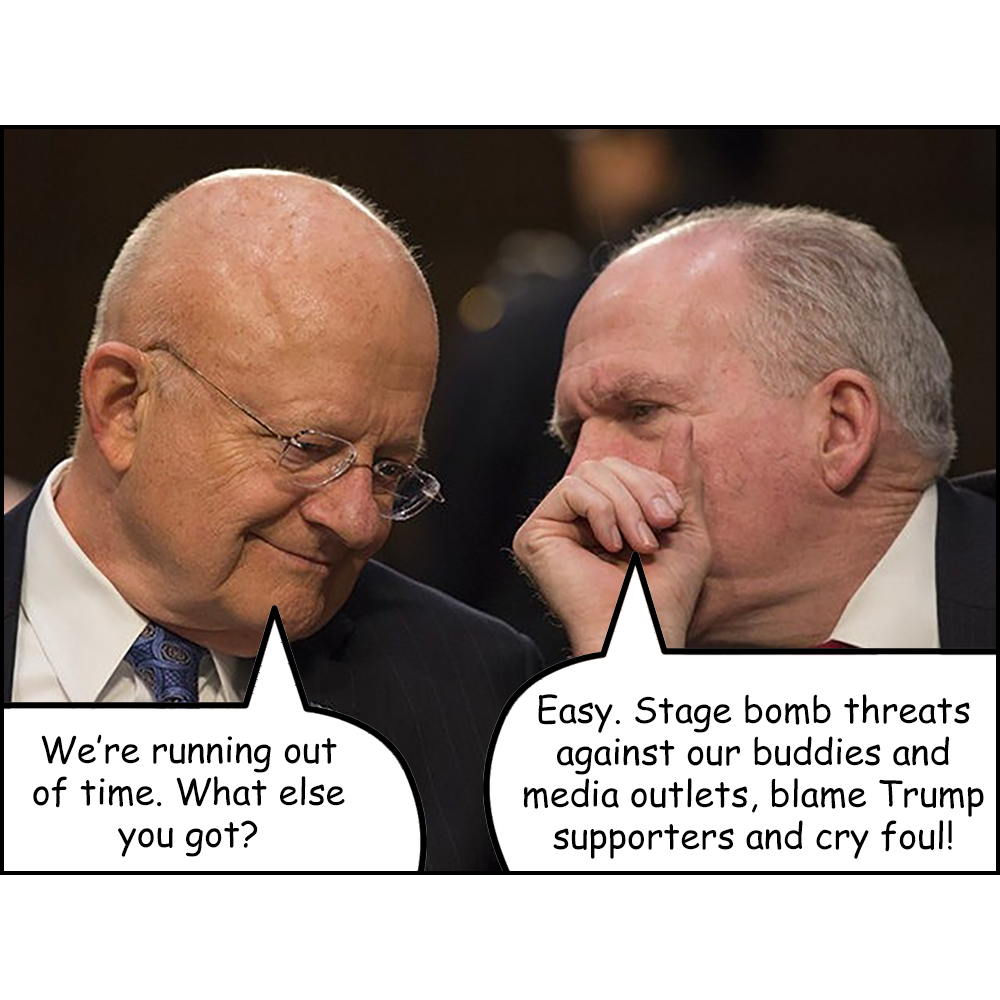 We're running out
of time. What else
you got?
Easy. Stage bomb threats
against our buddies and
media outlets, blame Trump
supporters and cry foul!